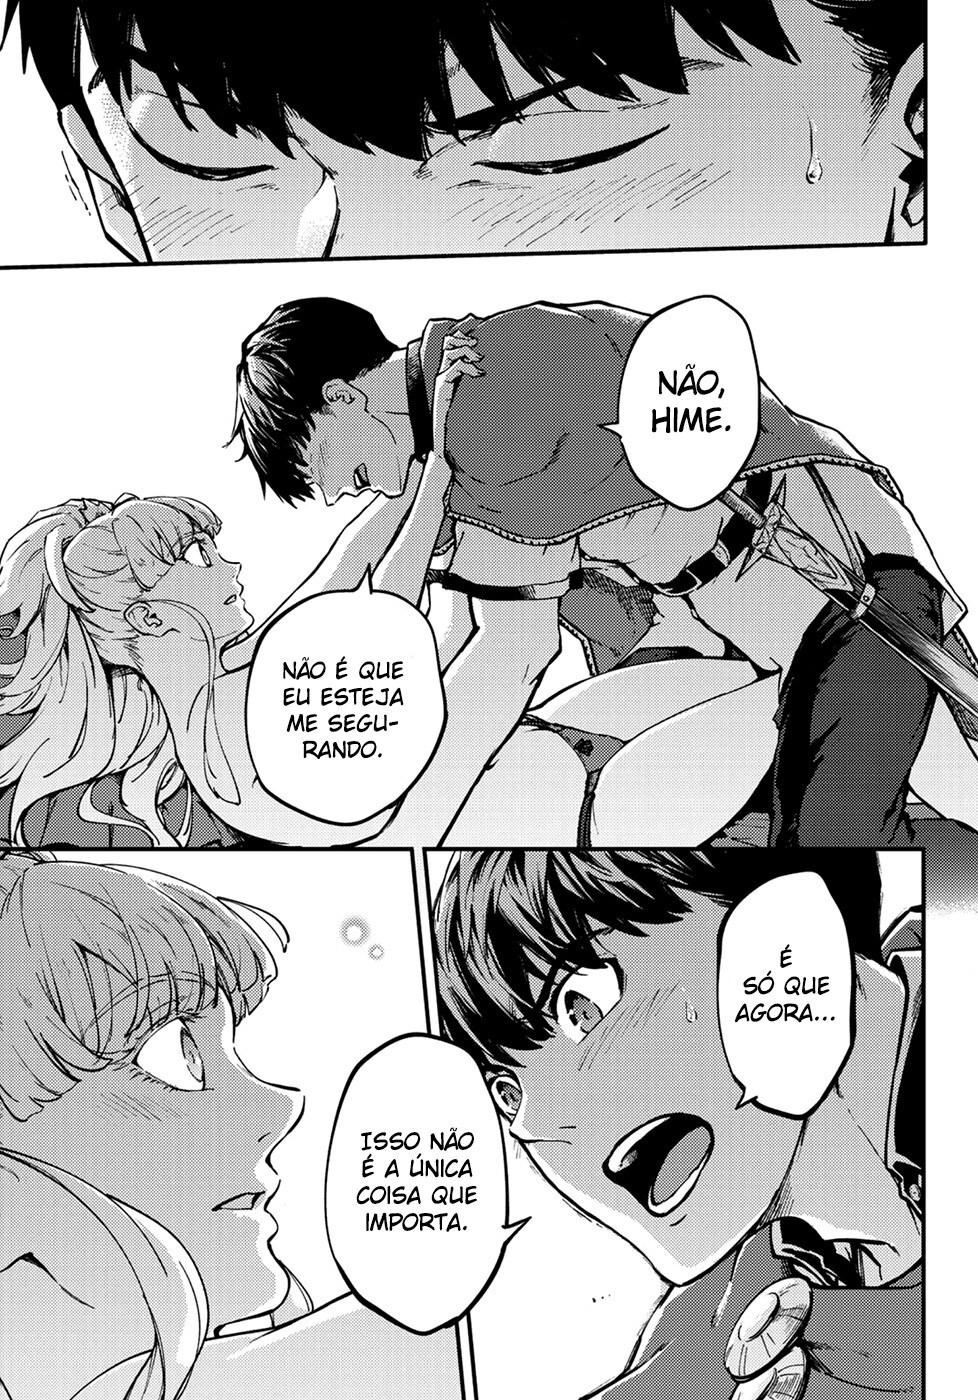 NÃO,
HIME.
NÃO É QUE
EU ESTEJA
ME SEGU-
RANDO.
É
SÓ QUE
AGORA...
ISSO NÃO
É A ÚNICA
COISA QUE
IMPORTA.